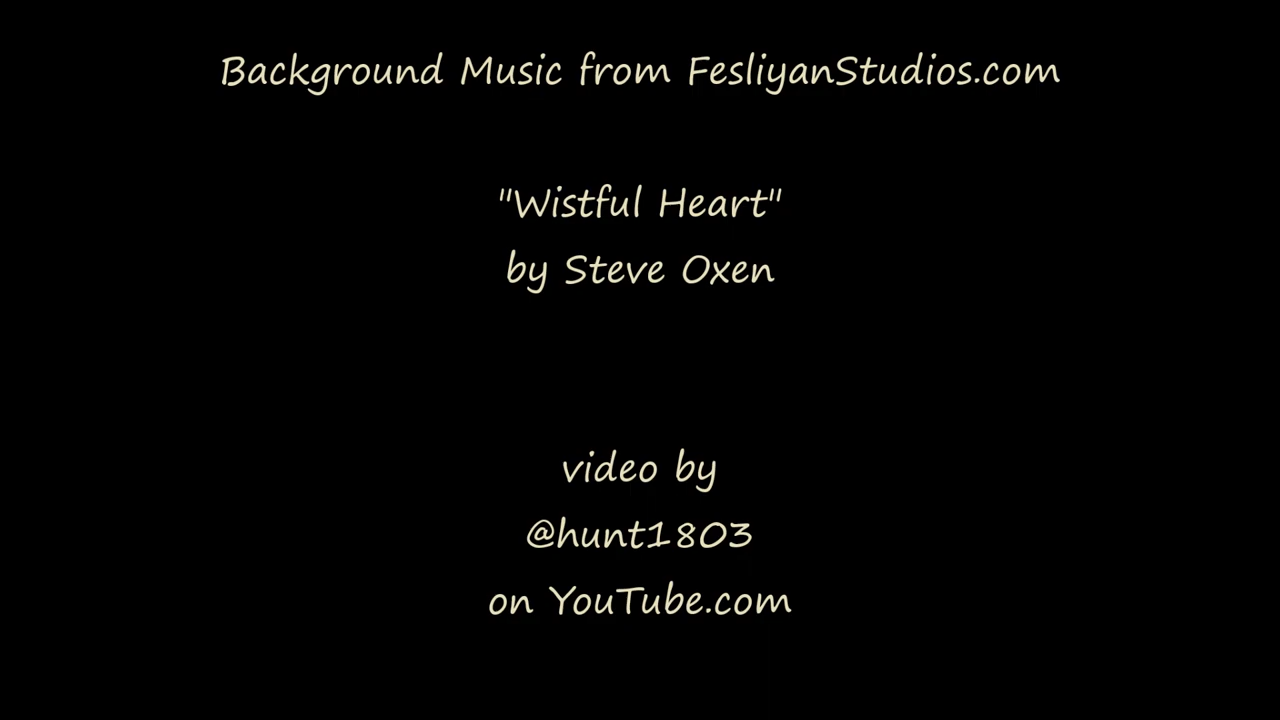 Background Music from FesliyanStudios.com
"Wistful Heart"
by Steve Oxen
video by
@hunt1803
on YouTube.com